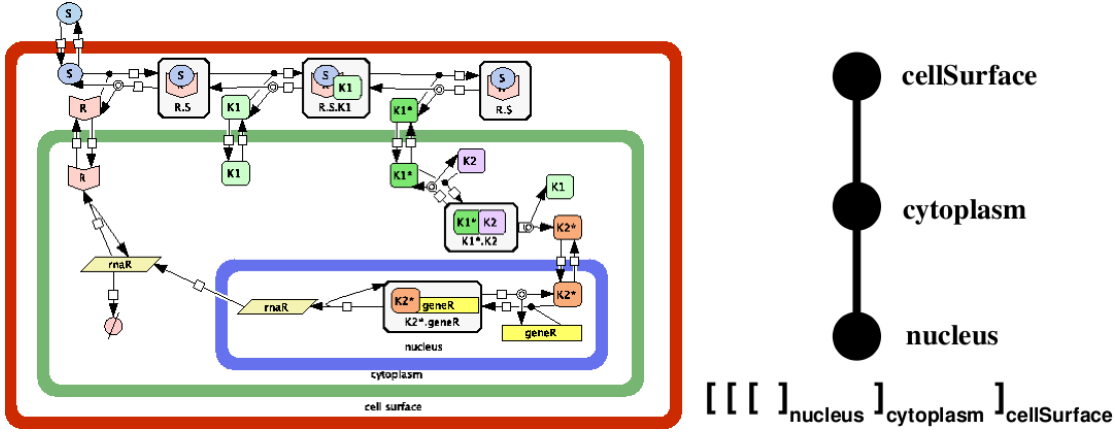 S
S S S S
R R.S K1 R.S.K1 K1* R.S
K1
R K1 K1* K2
K1
K1* K2 K2*
K1*.K2
rnaR
rnaR K2* geneR K2*
K2*.geneR geneR
nucleus
cytoplasm
cell surface
cellSurface
cytoplasm
nucleus
[ [ [ ]nucleus ]cytoplasm ]cellSurface